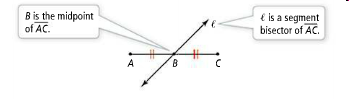 B is the midpoint
of AC.
ℓ is a segment
bisector of AC.
ℓ
A
B
C